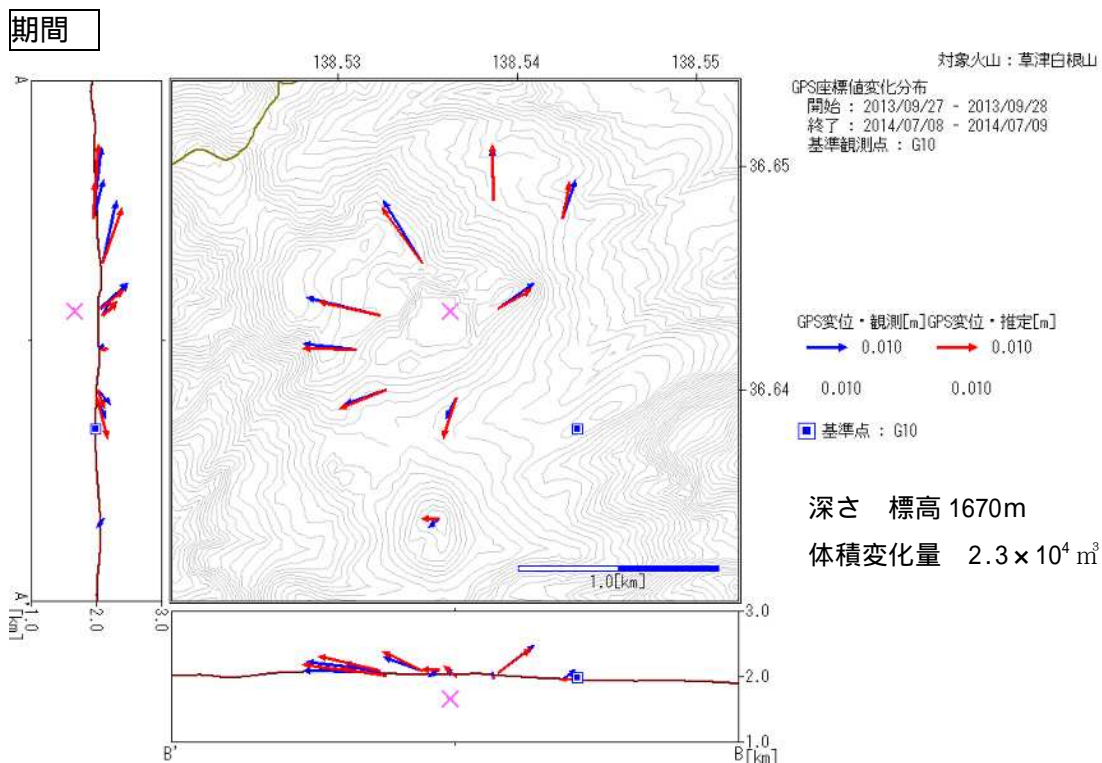 期間
138.53
138.54
138.55
対象火山：草津白根山
GPS座標値変化分布
開始 : 2013/09/27 - 2013/09/28
終了 : 2014/07/08 - 2014/07/09
基準観測点 : G10
A
36.65
GPS変位・観測[m]
GPS変位・推定[m]
0.010
0.010
0.010
0.010
36.64
基準点 : G10
深さ 標高1670m
体積変化量 2.3×10⁴ ㎥
1.0[km]
A'
1.0
2.0
3.0
[km]
3.0
2.0
1.0
B'
B
[km]